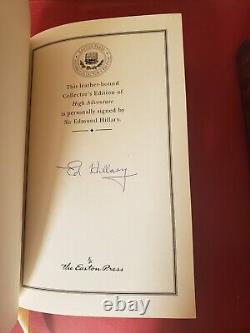 This leather-bound
Collector's Edition of
High Adventure
is personally signed by
Sir Edmund Hillary.
Ed Hillary
The Easton Press